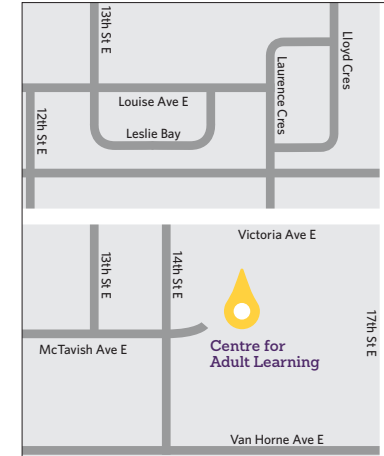 13th St E
Lloyd Cres
Laurence Cres
Louise Ave E
12th St E
Leslie Bay
Victoria Ave E
13th St E
14th St E
17th St E
McTavish Ave E
Centre for
Adult Learning
Van Horne Ave E